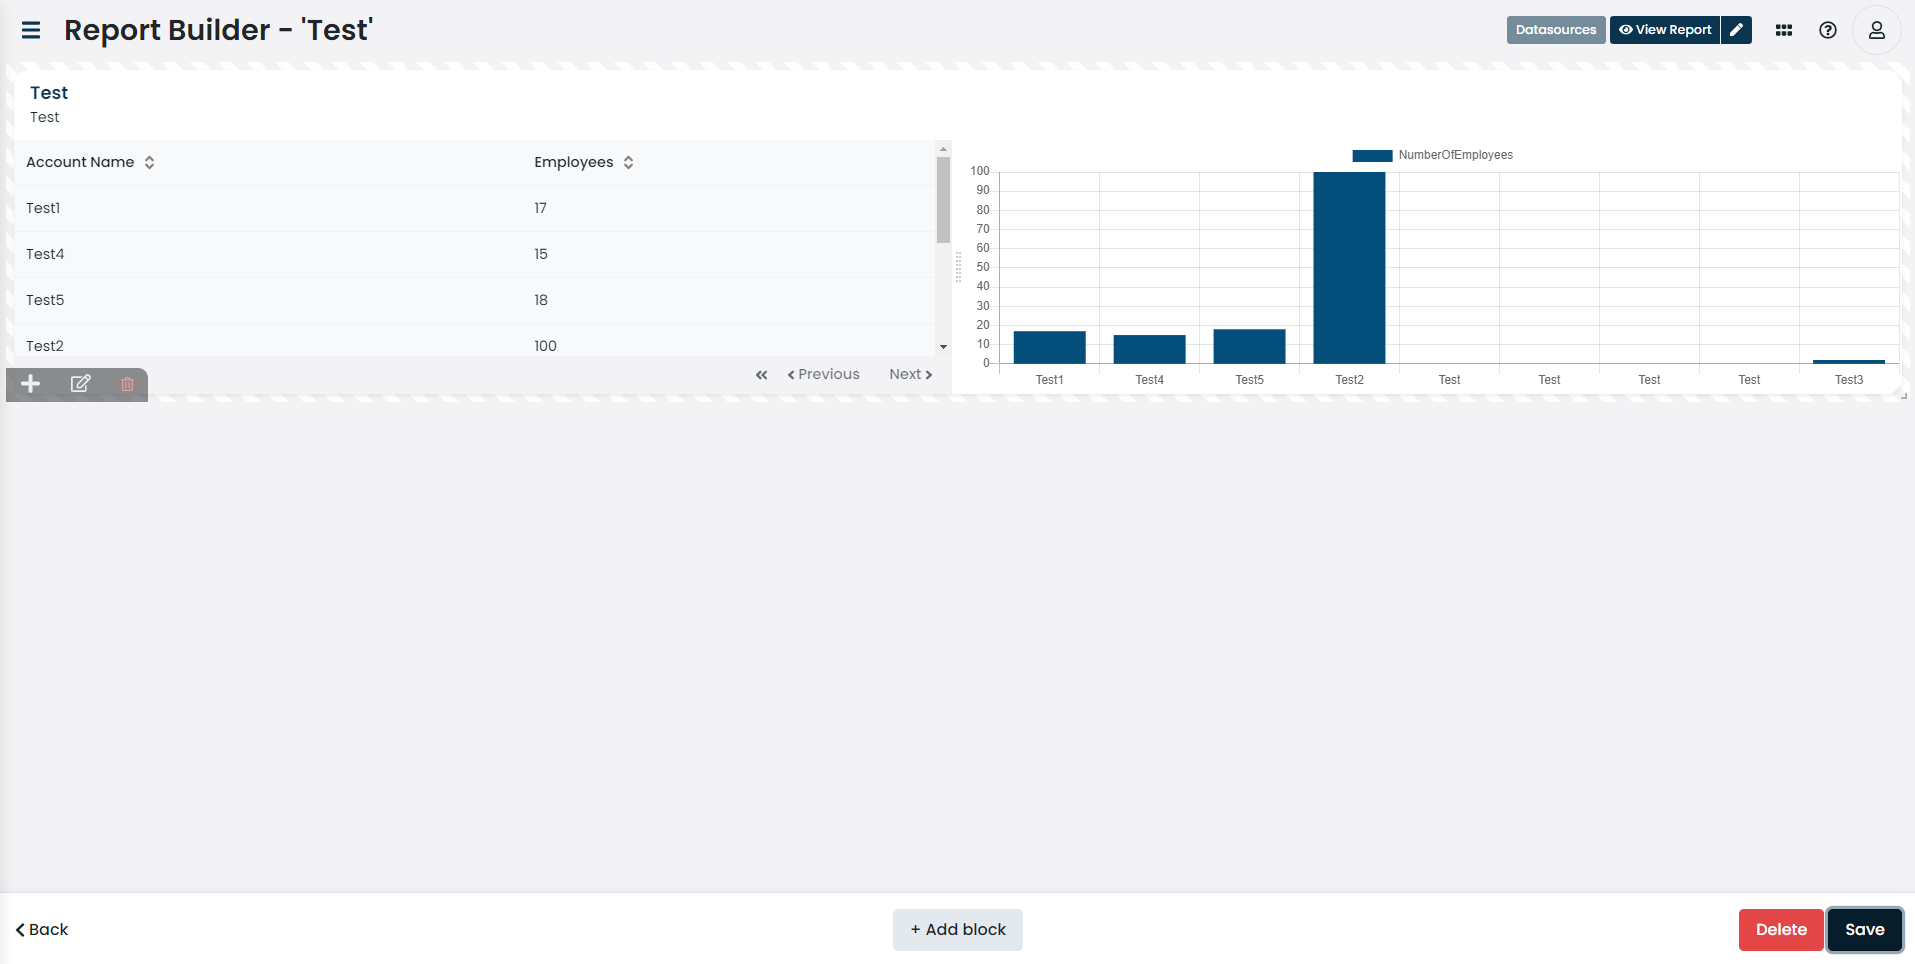 Report Builder - 'Test'
Datasources
View Report
Test
Test
Account Name
Employees
Test1
17
Test4
15
Test5
18
Test2
100
Previous
Next
NumberOfEmployees
100
90
80
70
60
50
40
30
20
10
0
Test1
Test4
Test5
Test2
Test
Test
Test
Test
Test3
Back
+ Add block
Delete
Save